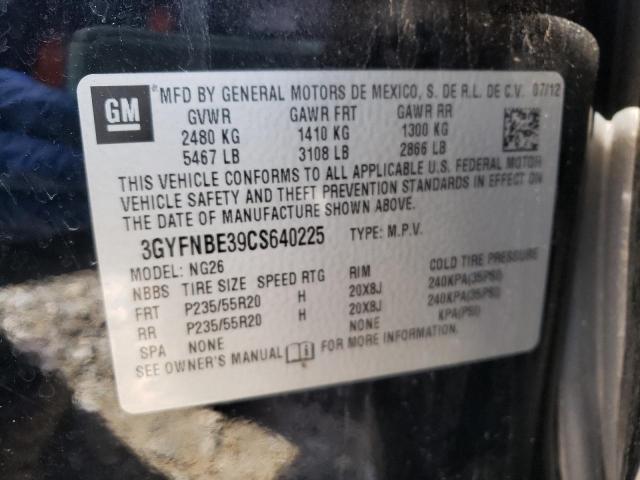 GM
MFD BY GENERAL MOTORS DE MEXICO, S. DE R.L. DE C.V. 07/12
GVWR GAWR FRT GAWR RR
2480 KG 1410 KG 1300 KG
5467 LB 3108 LB 2866 LB
THIS VEHICLE CONFORMS TO ALL APPLICABLE U.S. FEDERAL MOTOR
VEHICLE SAFETY AND THEFT PREVENTION STANDARDS IN EFFECT ON
THE DATE OF MANUFACTURE SHOWN ABOVE.
3GYFNBE39CS640225 TYPE: M.P.V.
MODEL: NG26
NBBS TIRE SIZE SPEED RTG RIM COLD TIRE PRESSURE
FRT P235/55R20 H 20X8J 240KPA(35PSI)
RR P235/55R20 H 20X8J 240KPA(35PSI)
SPA NONE NONE KPA(PSI)
SEE OWNER'S MANUAL FOR MORE INFORMATION.